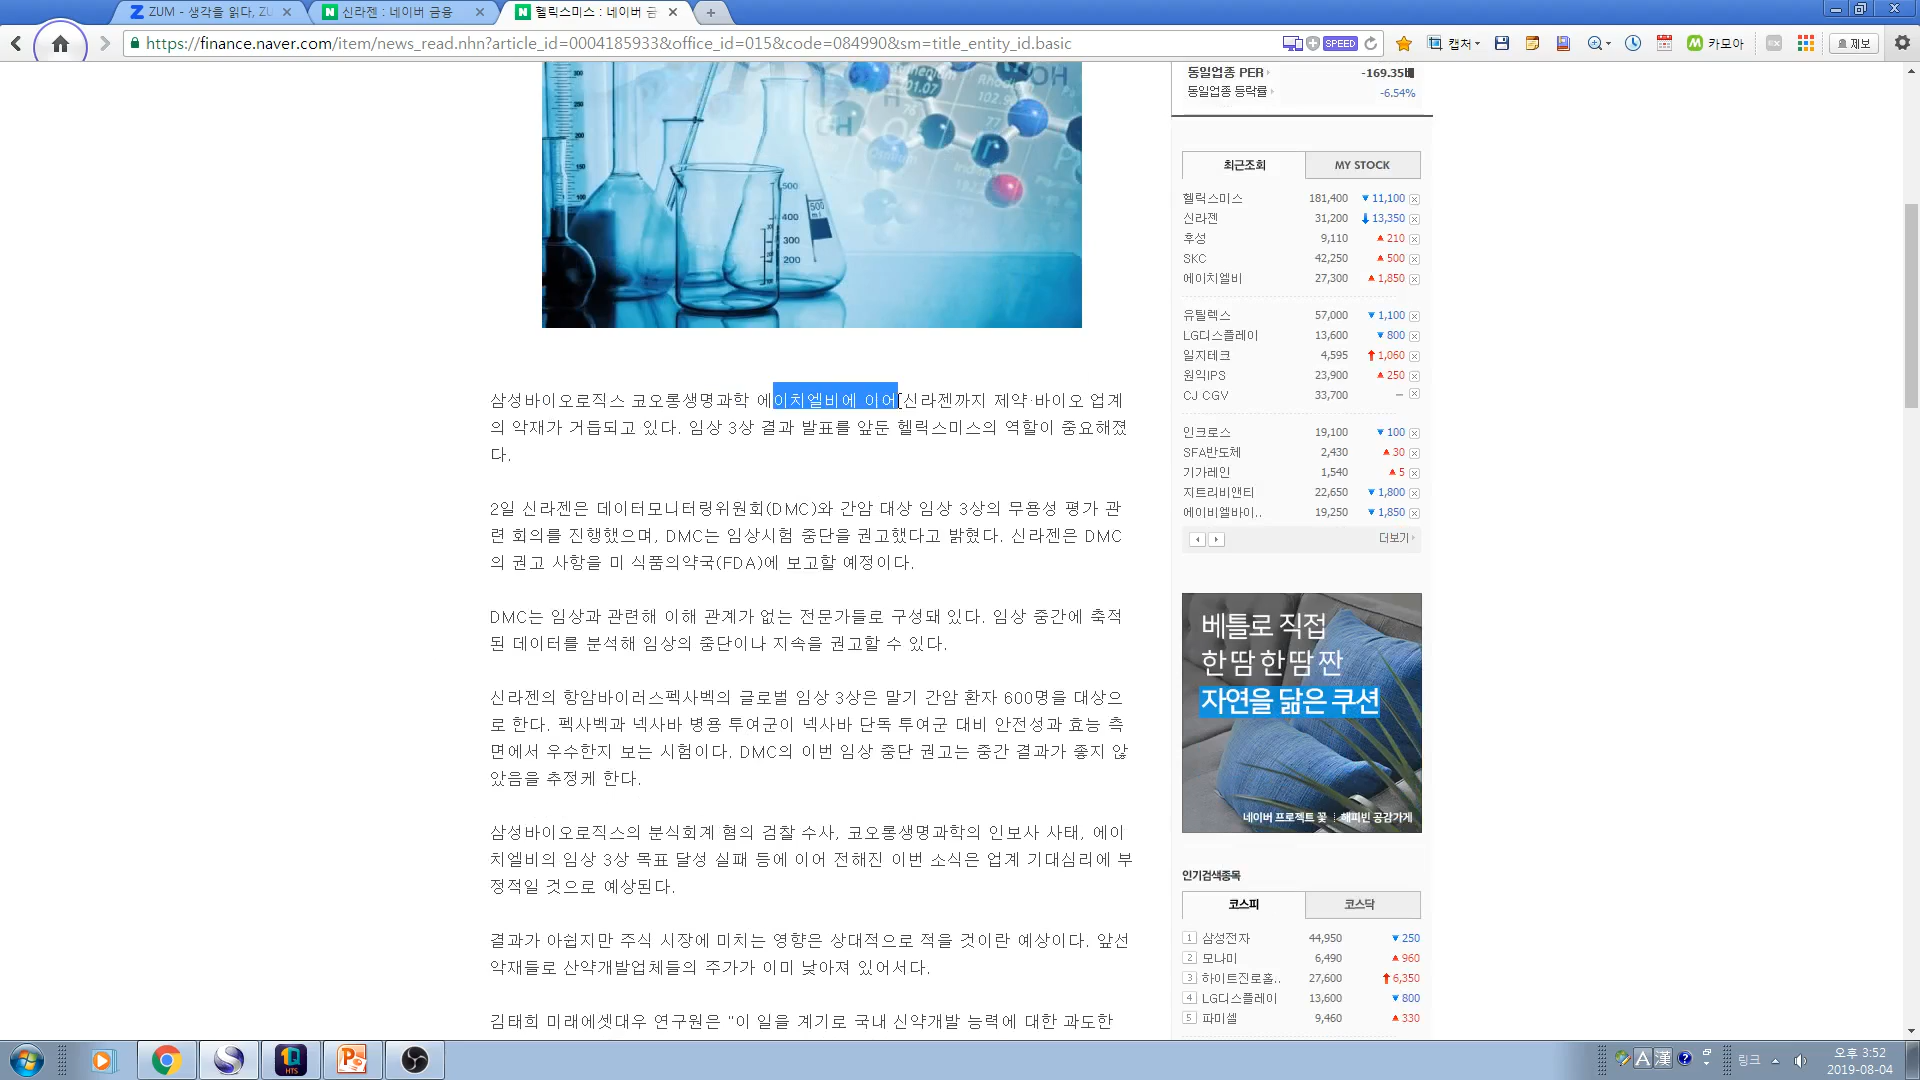 ZUM - 생각을 읽다, ZU
신라젠 : 네이버 금융
헬릭스미스 : 네이버 금
https://finance.naver.com/item/news_read.nhn?article_id=0004185933&office_id=015&code=084990&sm=title_entity_id.basic
SPEED
캡처
카모아
제보
500
400
300
200
500
ml
동일업종 PER -169.35배
동일업종 등락률 -6.54%
최근조회 MY STOCK
헬릭스미스 181,400 ▼11,100
신라젠 31,200 ↓13,350
후성 9,110 ▲210
SKC 42,250 ▲500
에이치엘비 27,300 ▲1,850
유틸렉스 57,000 ▼1,100
LG디스플레이 13,600 ▼800
일지테크 4,595 ↑1,060
원익IPS 23,900 ▲250
CJ CGV 33,700 –
인크로스 19,100 ▼100
SFA반도체 2,430 ▲30
기가레인 1,540 ▲5
지트리비앤티 22,650 ▼1,800
에이비엘바이.. 19,250 ▼1,850
더보기
삼성바이오로직스 코오롱생명과학 에이치엘비에 이어 신라젠까지 제약·바이오 업계
의 악재가 거듭되고 있다. 임상 3상 결과 발표를 앞둔 헬릭스미스의 역할이 중요해졌
다.
2일 신라젠은 데이터모니터링위원회(DMC)와 간암 대상 임상 3상의 무용성 평가 관
련 회의를 진행했으며, DMC는 임상시험 중단을 권고했다고 밝혔다. 신라젠은 DMC
의 권고 사항을 미 식품의약국(FDA)에 보고할 예정이다.
DMC는 임상과 관련해 이해 관계가 없는 전문가들로 구성돼 있다. 임상 중간에 축적
된 데이터를 분석해 임상의 중단이나 지속을 권고할 수 있다.
신라젠의 항암바이러스펙사벡의 글로벌 임상 3상은 말기 간암 환자 600명을 대상으
로 한다. 펙사벡과 넥사바 병용 투여군이 넥사바 단독 투여군 대비 안전성과 효능 측
면에서 우수한지 보는 시험이다. DMC의 이번 임상 중단 권고는 중간 결과가 좋지 않
았음을 추정케 한다.
삼성바이오로직스의 분식회계 혐의 검찰 수사, 코오롱생명과학의 인보사 사태, 에이
치엘비의 임상 3상 목표 달성 실패 등에 이어 전해진 이번 소식은 업계 기대심리에 부
정적일 것으로 예상된다.
결과가 아쉽지만 주식 시장에 미치는 영향은 상대적으로 적을 것이란 예상이다. 앞선
악재들로 신약개발업체들의 주가가 이미 낮아져 있어서다.
김태희 미래에셋대우 연구원은 "이 일을 계기로 국내 신약개발 능력에 대한 과도한
베틀로 직접
한 땀 한 땀 짠
자연을 닮은 쿠션
네이버 프로젝트 꽃 해피빈 공감가게
인기검색종목
코스피 코스닥
1 삼성전자 44,950 ▼250
2 모나미 6,490 ▲960
3 하이트진로홀.. 27,600 ↑6,350
4 LG디스플레이 13,600 ▼800
5 파미셀 9,460 ▲330
HTS
A 漢
링크
오후 3:52
2019-08-04